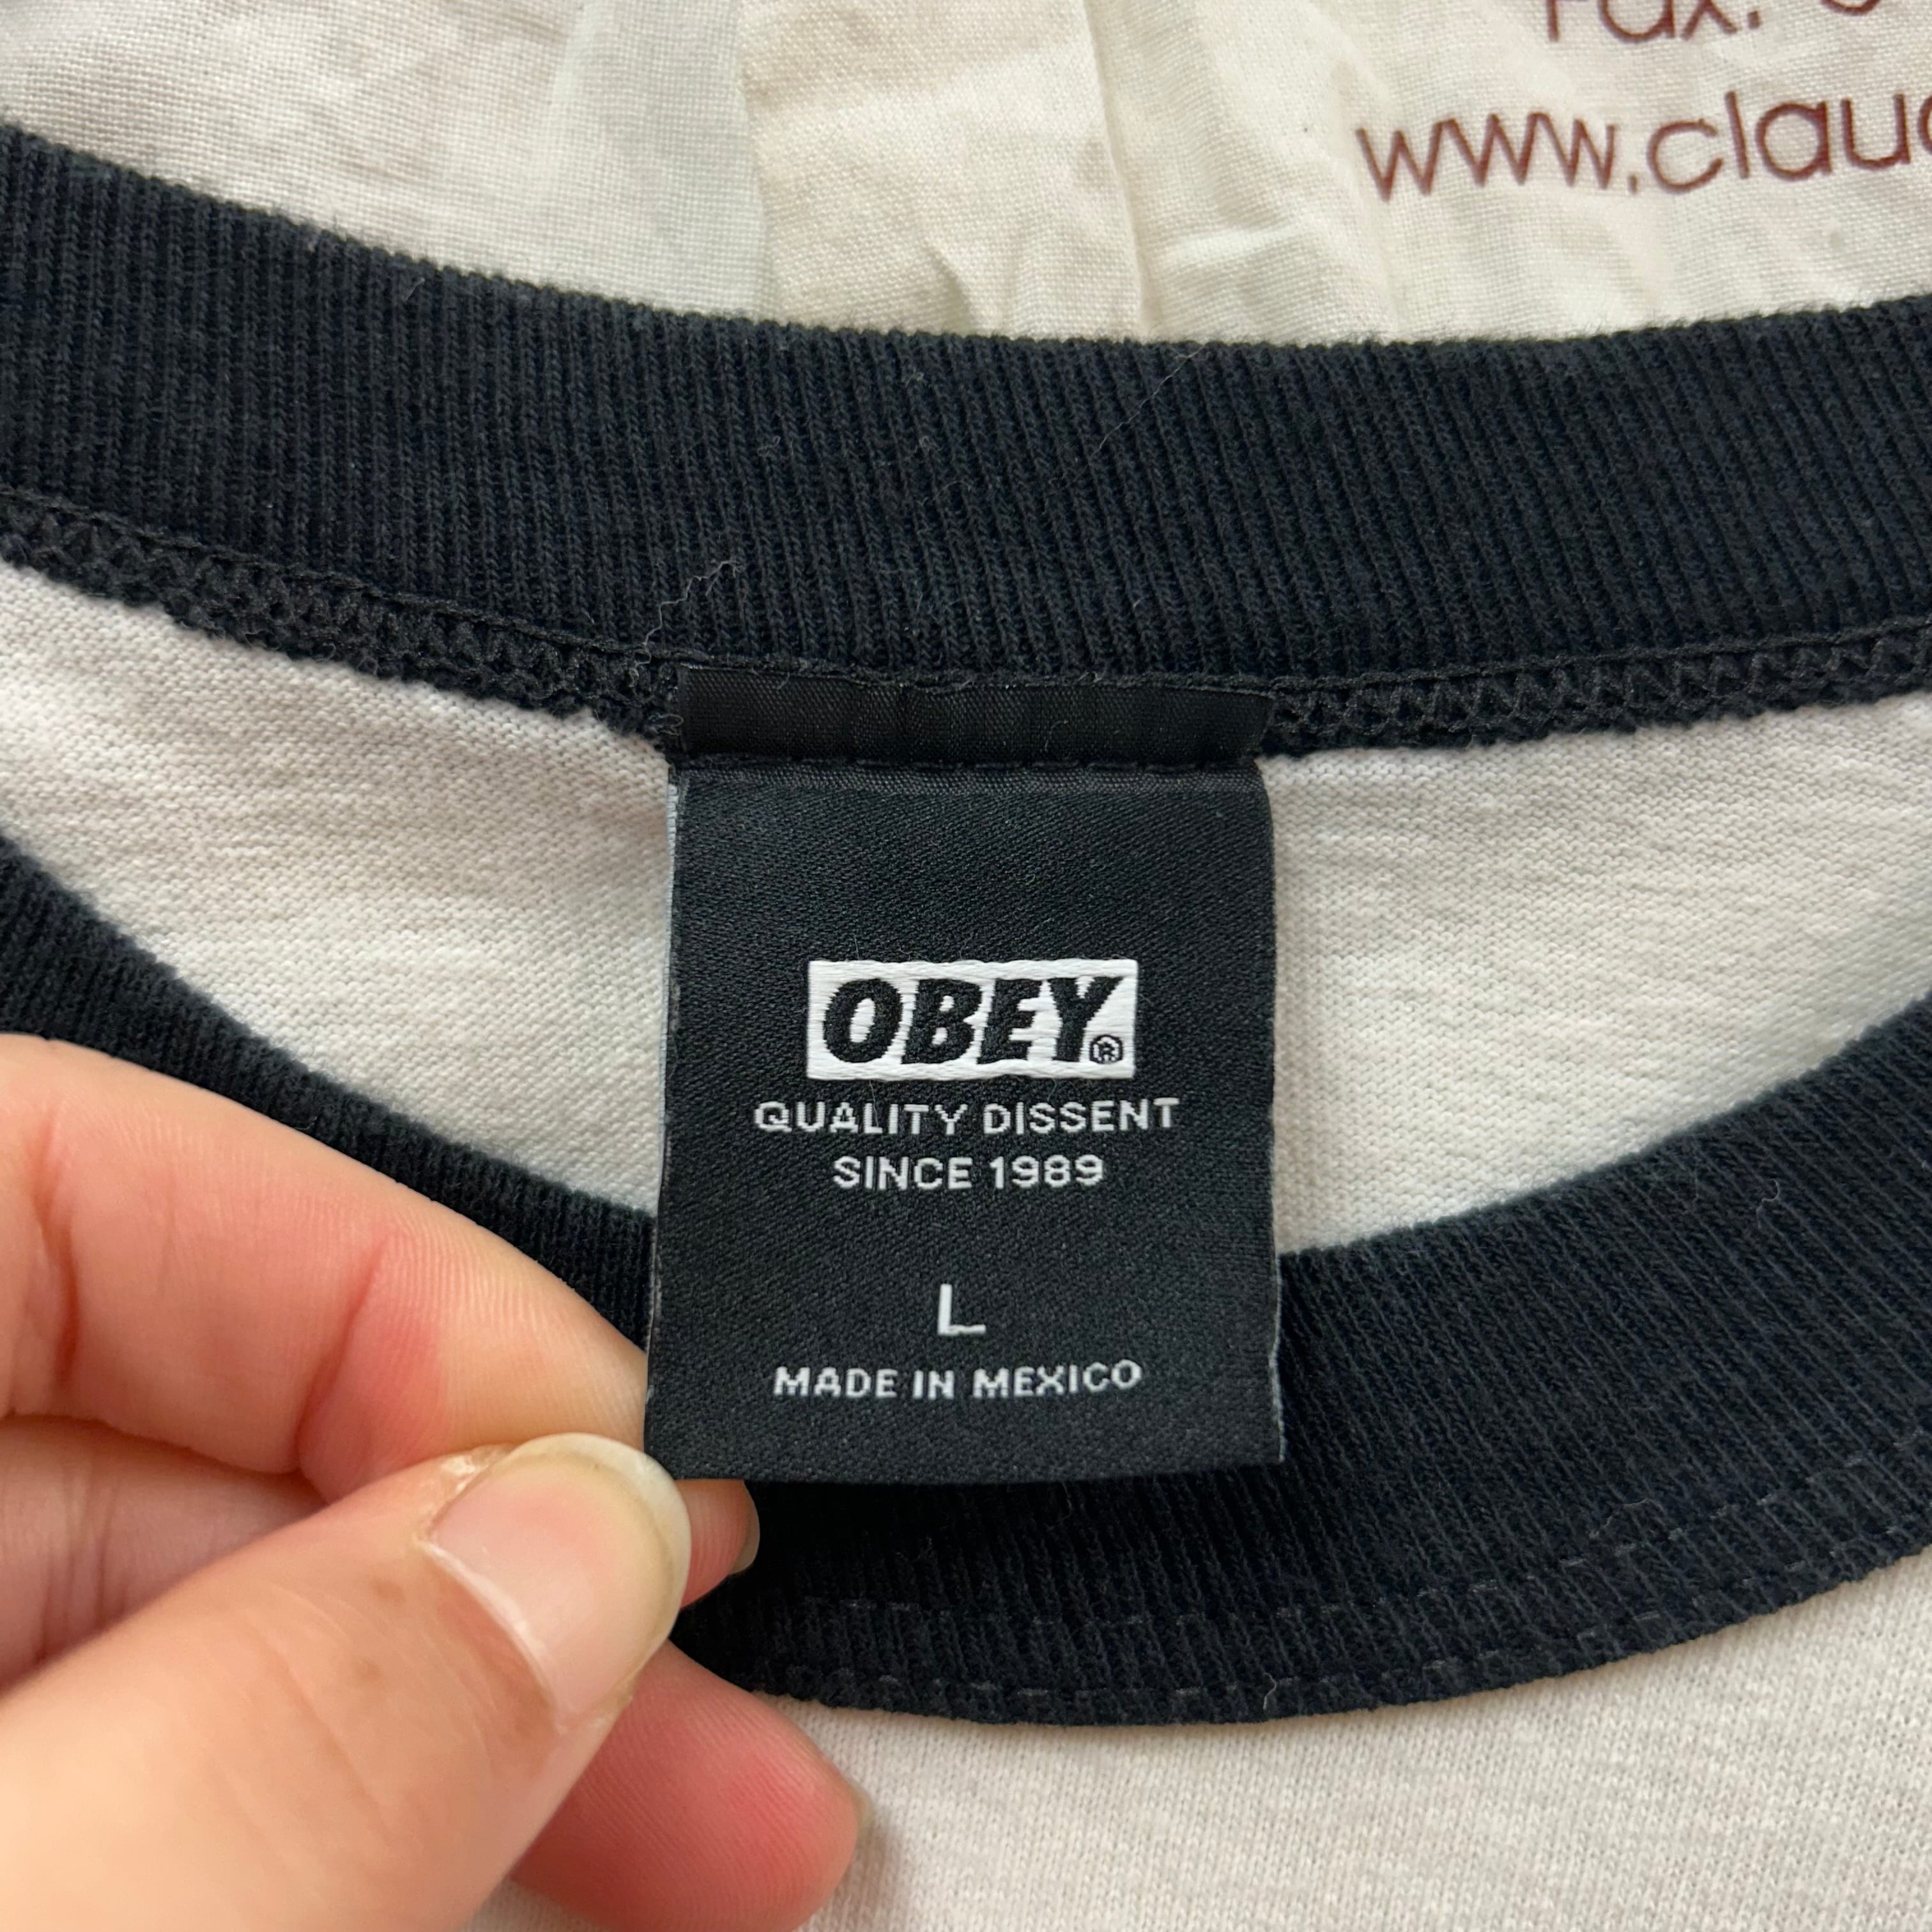 www.clau
OBEY®
QUALITY DISSENT
SINCE 1989
L
MADE IN MEXICO